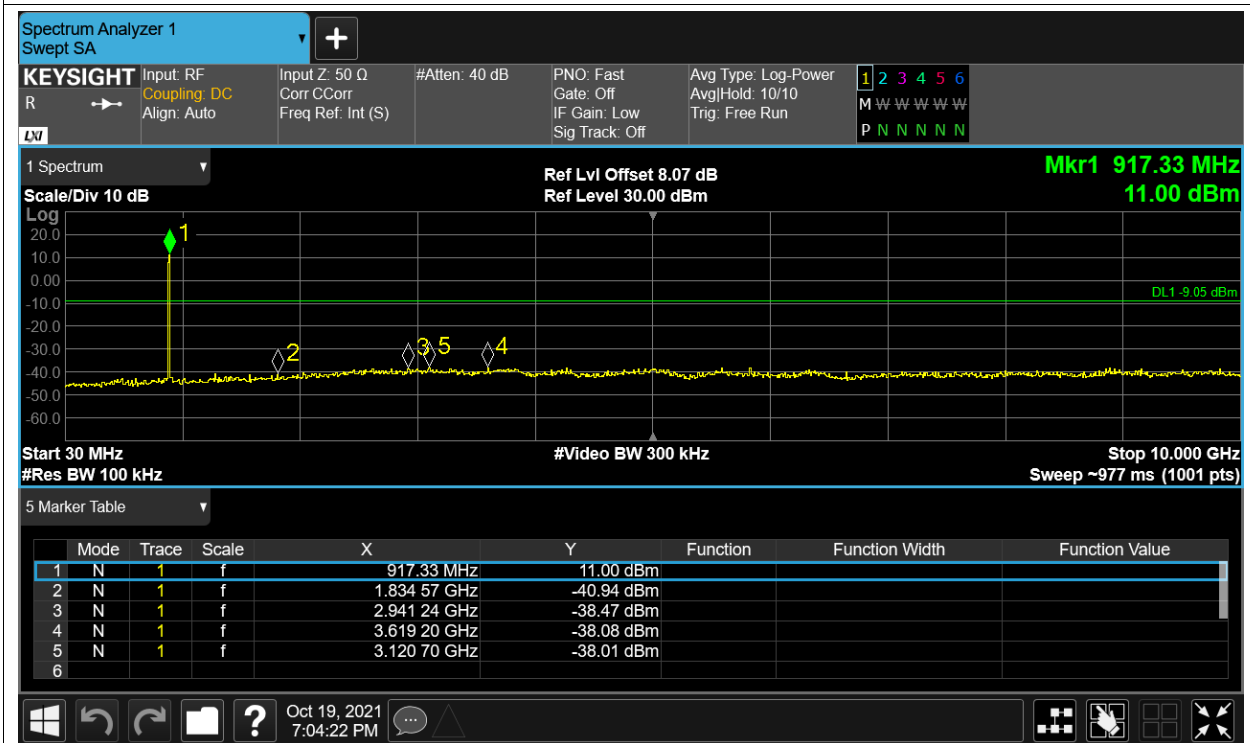 Spectrum Analyzer 1
Swept SA
+
KEYSIGHT Input: RF Input Z: 50 Ω #Atten: 40 dB PNO: Fast Avg Type: Log-Power 1 2 3 4 5 6
R Coupling: DC Corr CCorr Gate: Off Avg|Hold: 10/10 M W W W W W
Align: Auto Freq Ref: Int (S) IF Gain: Low Trig: Free Run
LXI Sig Track: Off P N N N N N
1 Spectrum Ref Lvl Offset 8.07 dB Mkr1 917.33 MHz
Scale/Div 10 dB Ref Level 30.00 dBm 11.00 dBm
Log
20.0 1
10.0
0.00
DL1 -9.05 dBm
-10.0
-20.0
-30.0 2 3 5 4
-40.0
-50.0
-60.0
Start 30 MHz #Video BW 300 kHz Stop 10.000 GHz
#Res BW 100 kHz Sweep ~977 ms (1001 pts)
5 Marker Table
Mode Trace Scale X Y Function Function Width Function Value
1 N 1 f 917.33 MHz 11.00 dBm
2 N 1 f 1.834 57 GHz -40.94 dBm
3 N 1 f 2.941 24 GHz -38.47 dBm
4 N 1 f 3.619 20 GHz -38.08 dBm
5 N 1 f 3.120 70 GHz -38.01 dBm
6
? Oct 19, 2021
7:04:22 PM